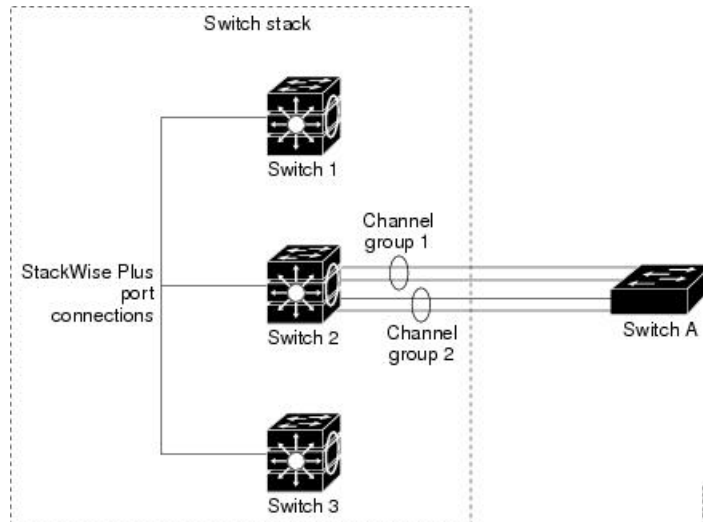 Switch stack
Switch 1
Channel
group 1
StackWise Plus
port
connections
Switch 2
Channel
group 2
Switch A
Switch 3